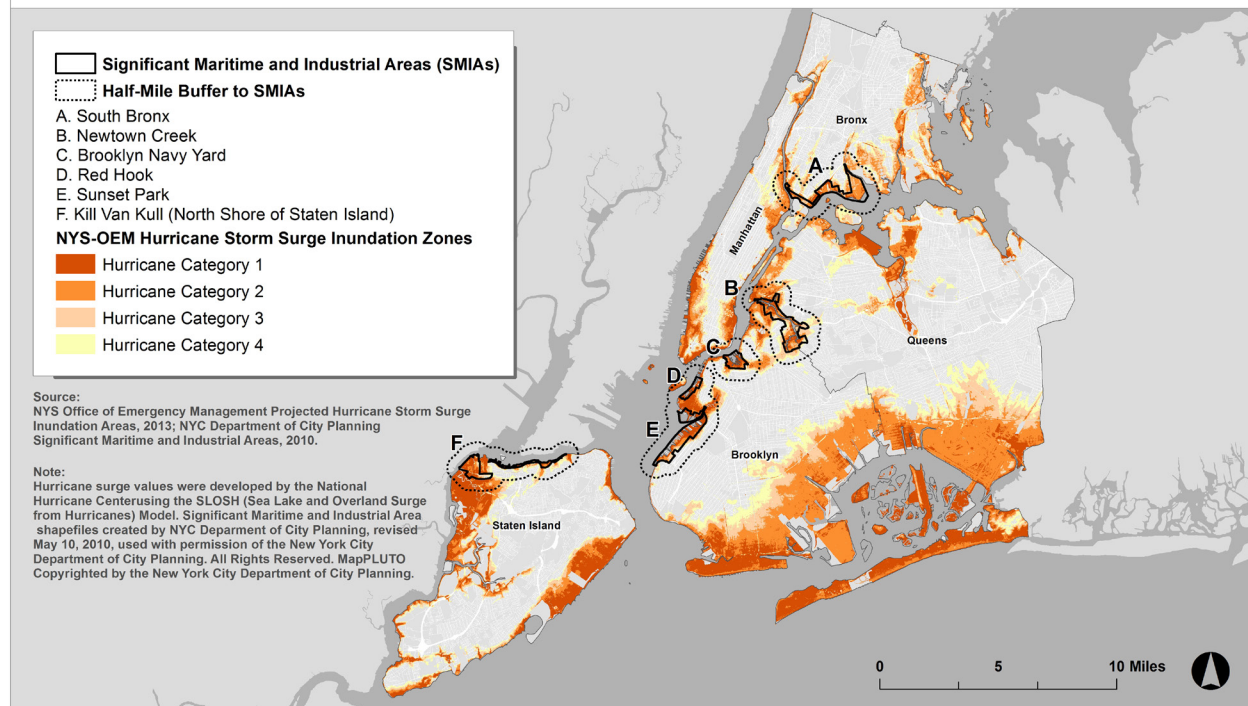 Significant Maritime and Industrial Areas (SMIAs)
Half-Mile Buffer to SMIAs
A. South Bronx
B. Newtown Creek
C. Brooklyn Navy Yard
D. Red Hook
E. Sunset Park
F. Kill Van Kull (North Shore of Staten Island)
NYS-OEM Hurricane Storm Surge Inundation Zones
Hurricane Category 1
Hurricane Category 2
Hurricane Category 3
Hurricane Category 4
Source:
NYS Office of Emergency Management Projected Hurricane Storm Surge
Inundation Areas, 2013; NYC Department of City Planning
Significant Maritime and Industrial Areas, 2010.
Note:
Hurricane surge values were developed by the National
Hurricane Centerusing the SLOSH (Sea Lake and Overland Surge
from Hurricanes) Model. Significant Maritime and Industrial Area
shapefiles created by NYC Deparment of City Planning, revised
May 10, 2010, used with permission of the New York City
Department of City Planning. All Rights Reserved. MapPLUTO
Copyrighted by the New York City Department of City Planning.
Bronx
A
Manhattan
B
Queens
C
D
E
Brooklyn
F
Staten Island
0 5 10 Miles